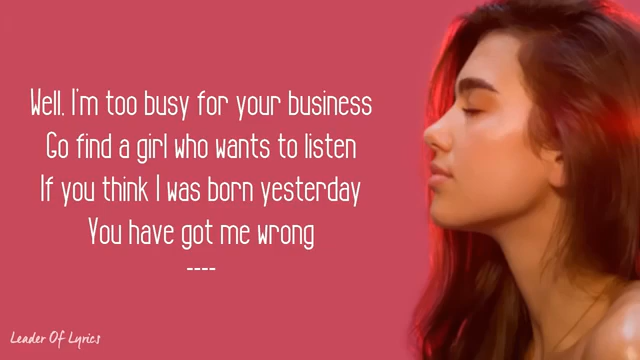 Well, I'm too busy for your business
Go find a girl who wants to listen
If you think I was born yesterday
You have got me wrong
----
Leader Of Lyrics